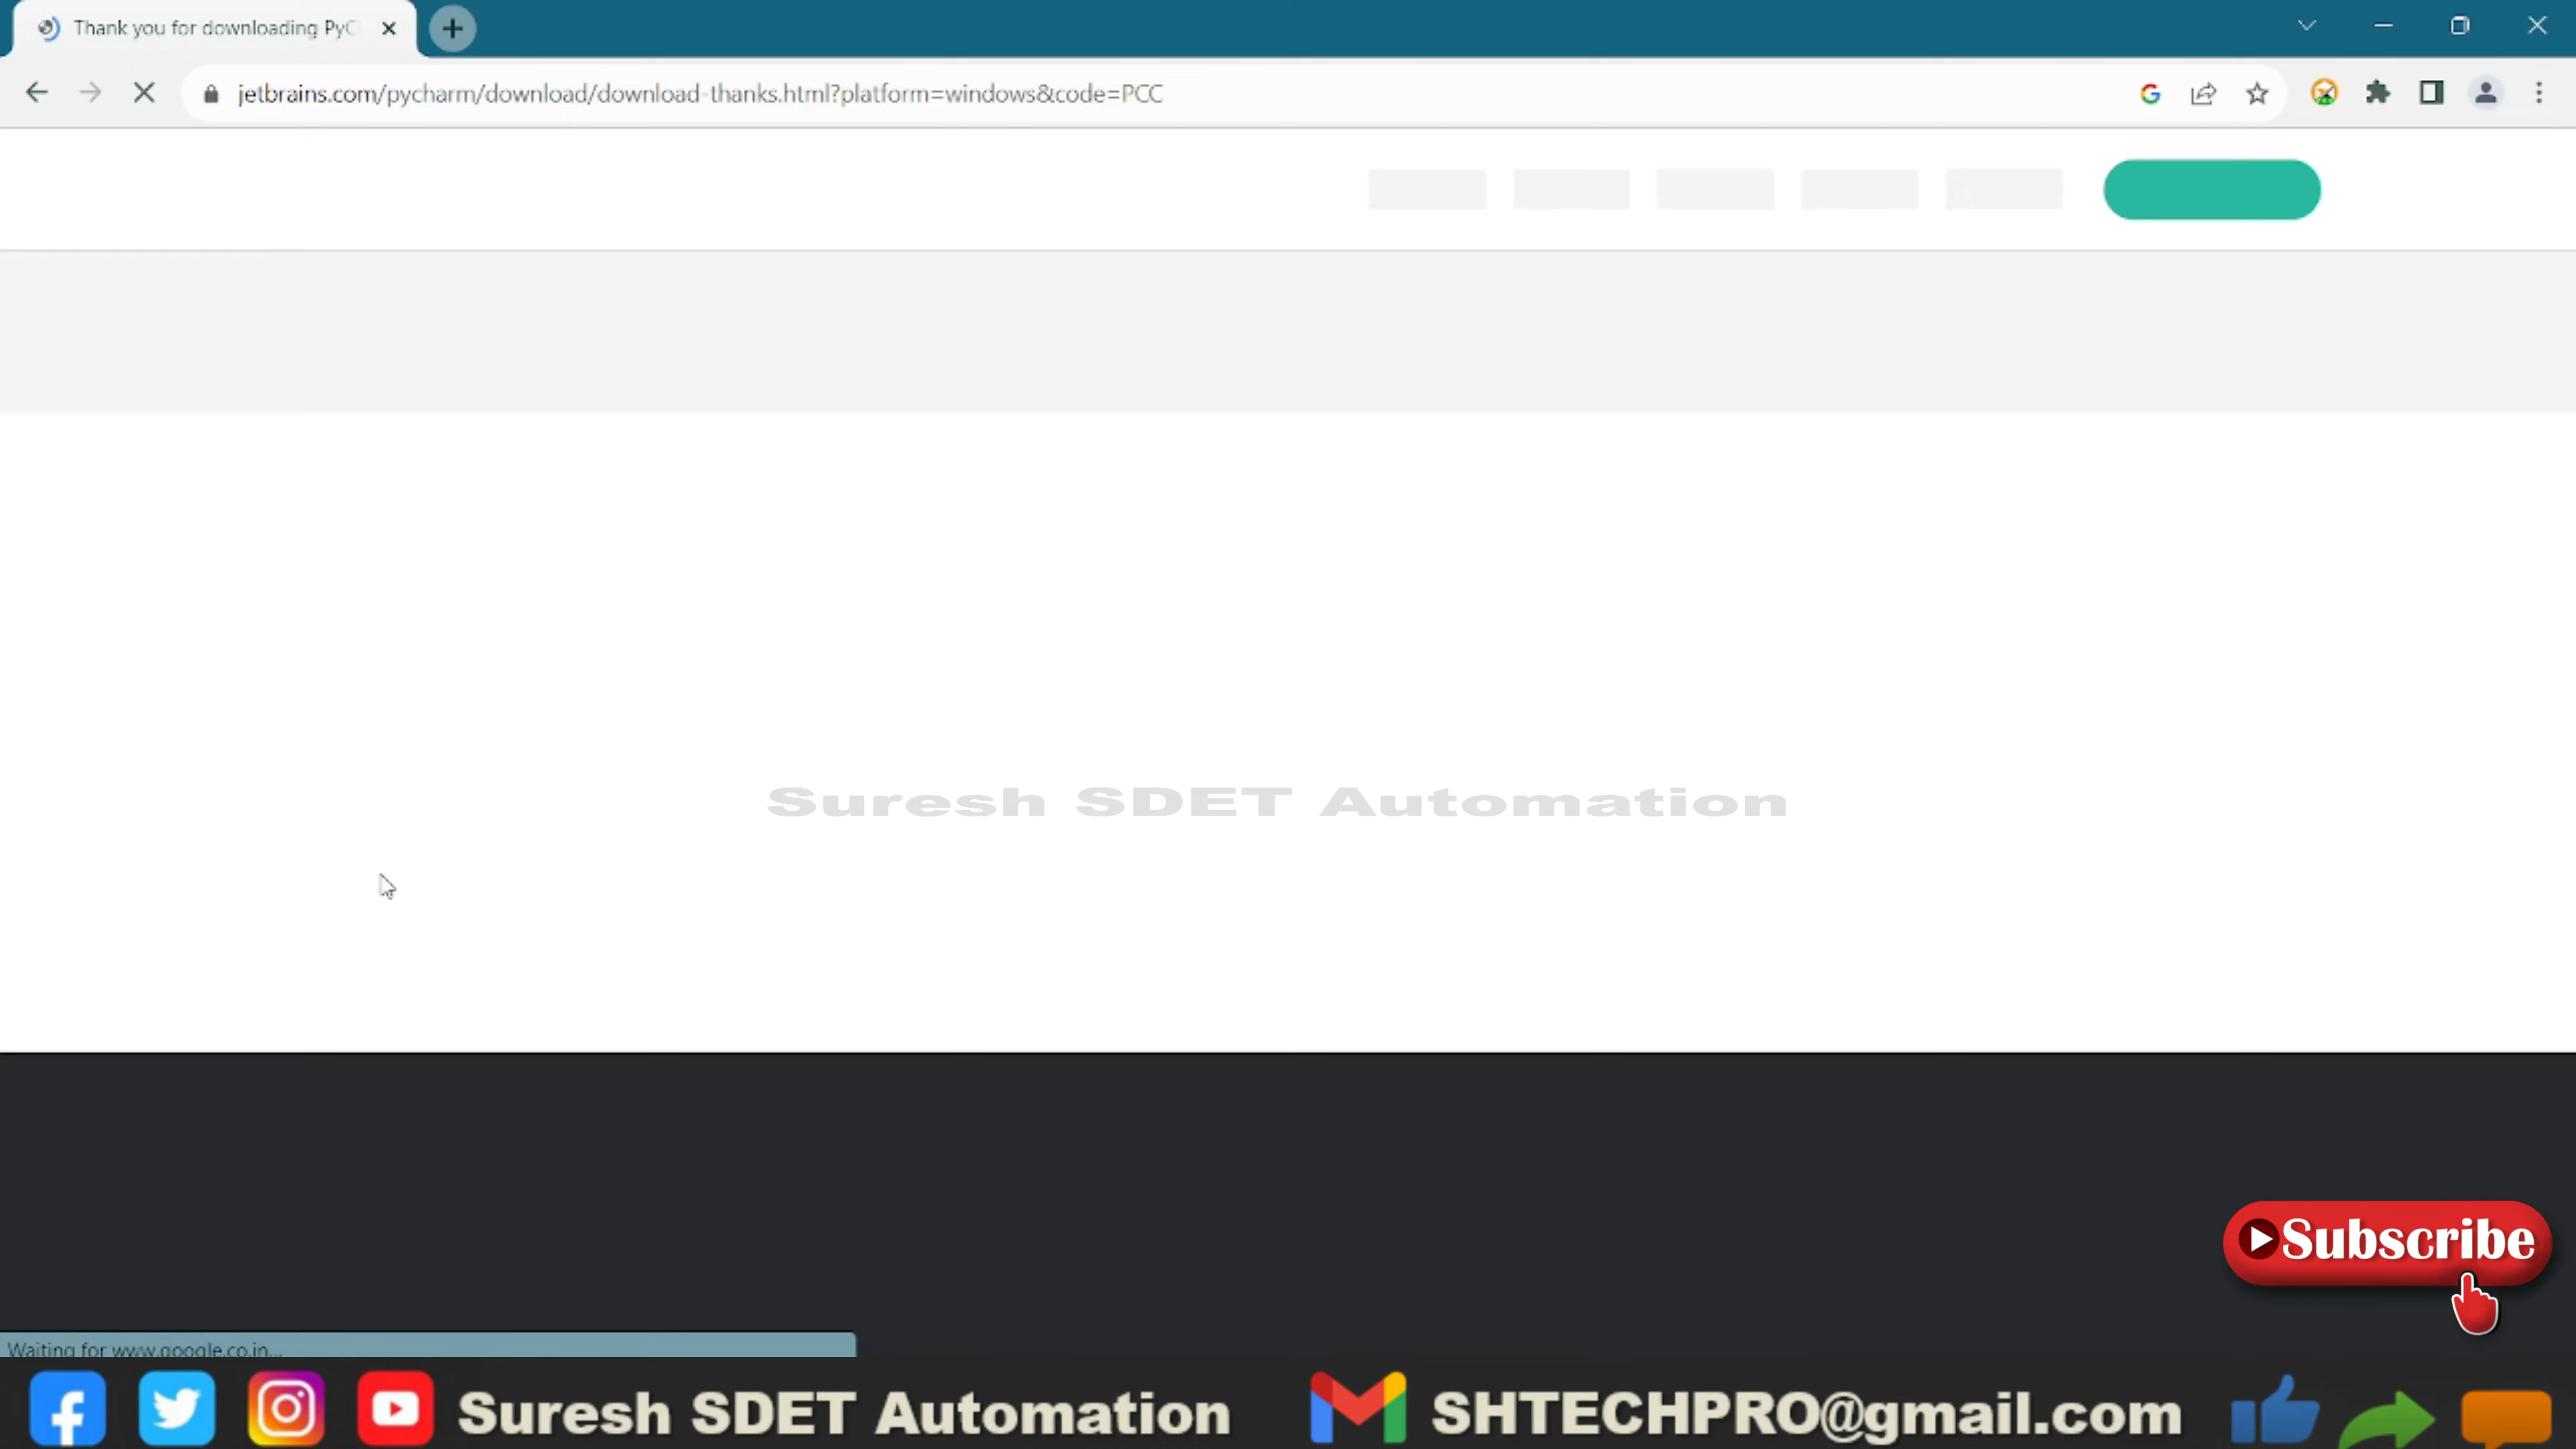 Thank you for downloading PyC
jetbrains.com/pycharm/download/download-thanks.html?platform=windows&code=PCC
Suresh SDET Automation
Subscribe
Waiting for www.google.co.in...
Suresh SDET Automation
SHTECHPRO@gmail.com